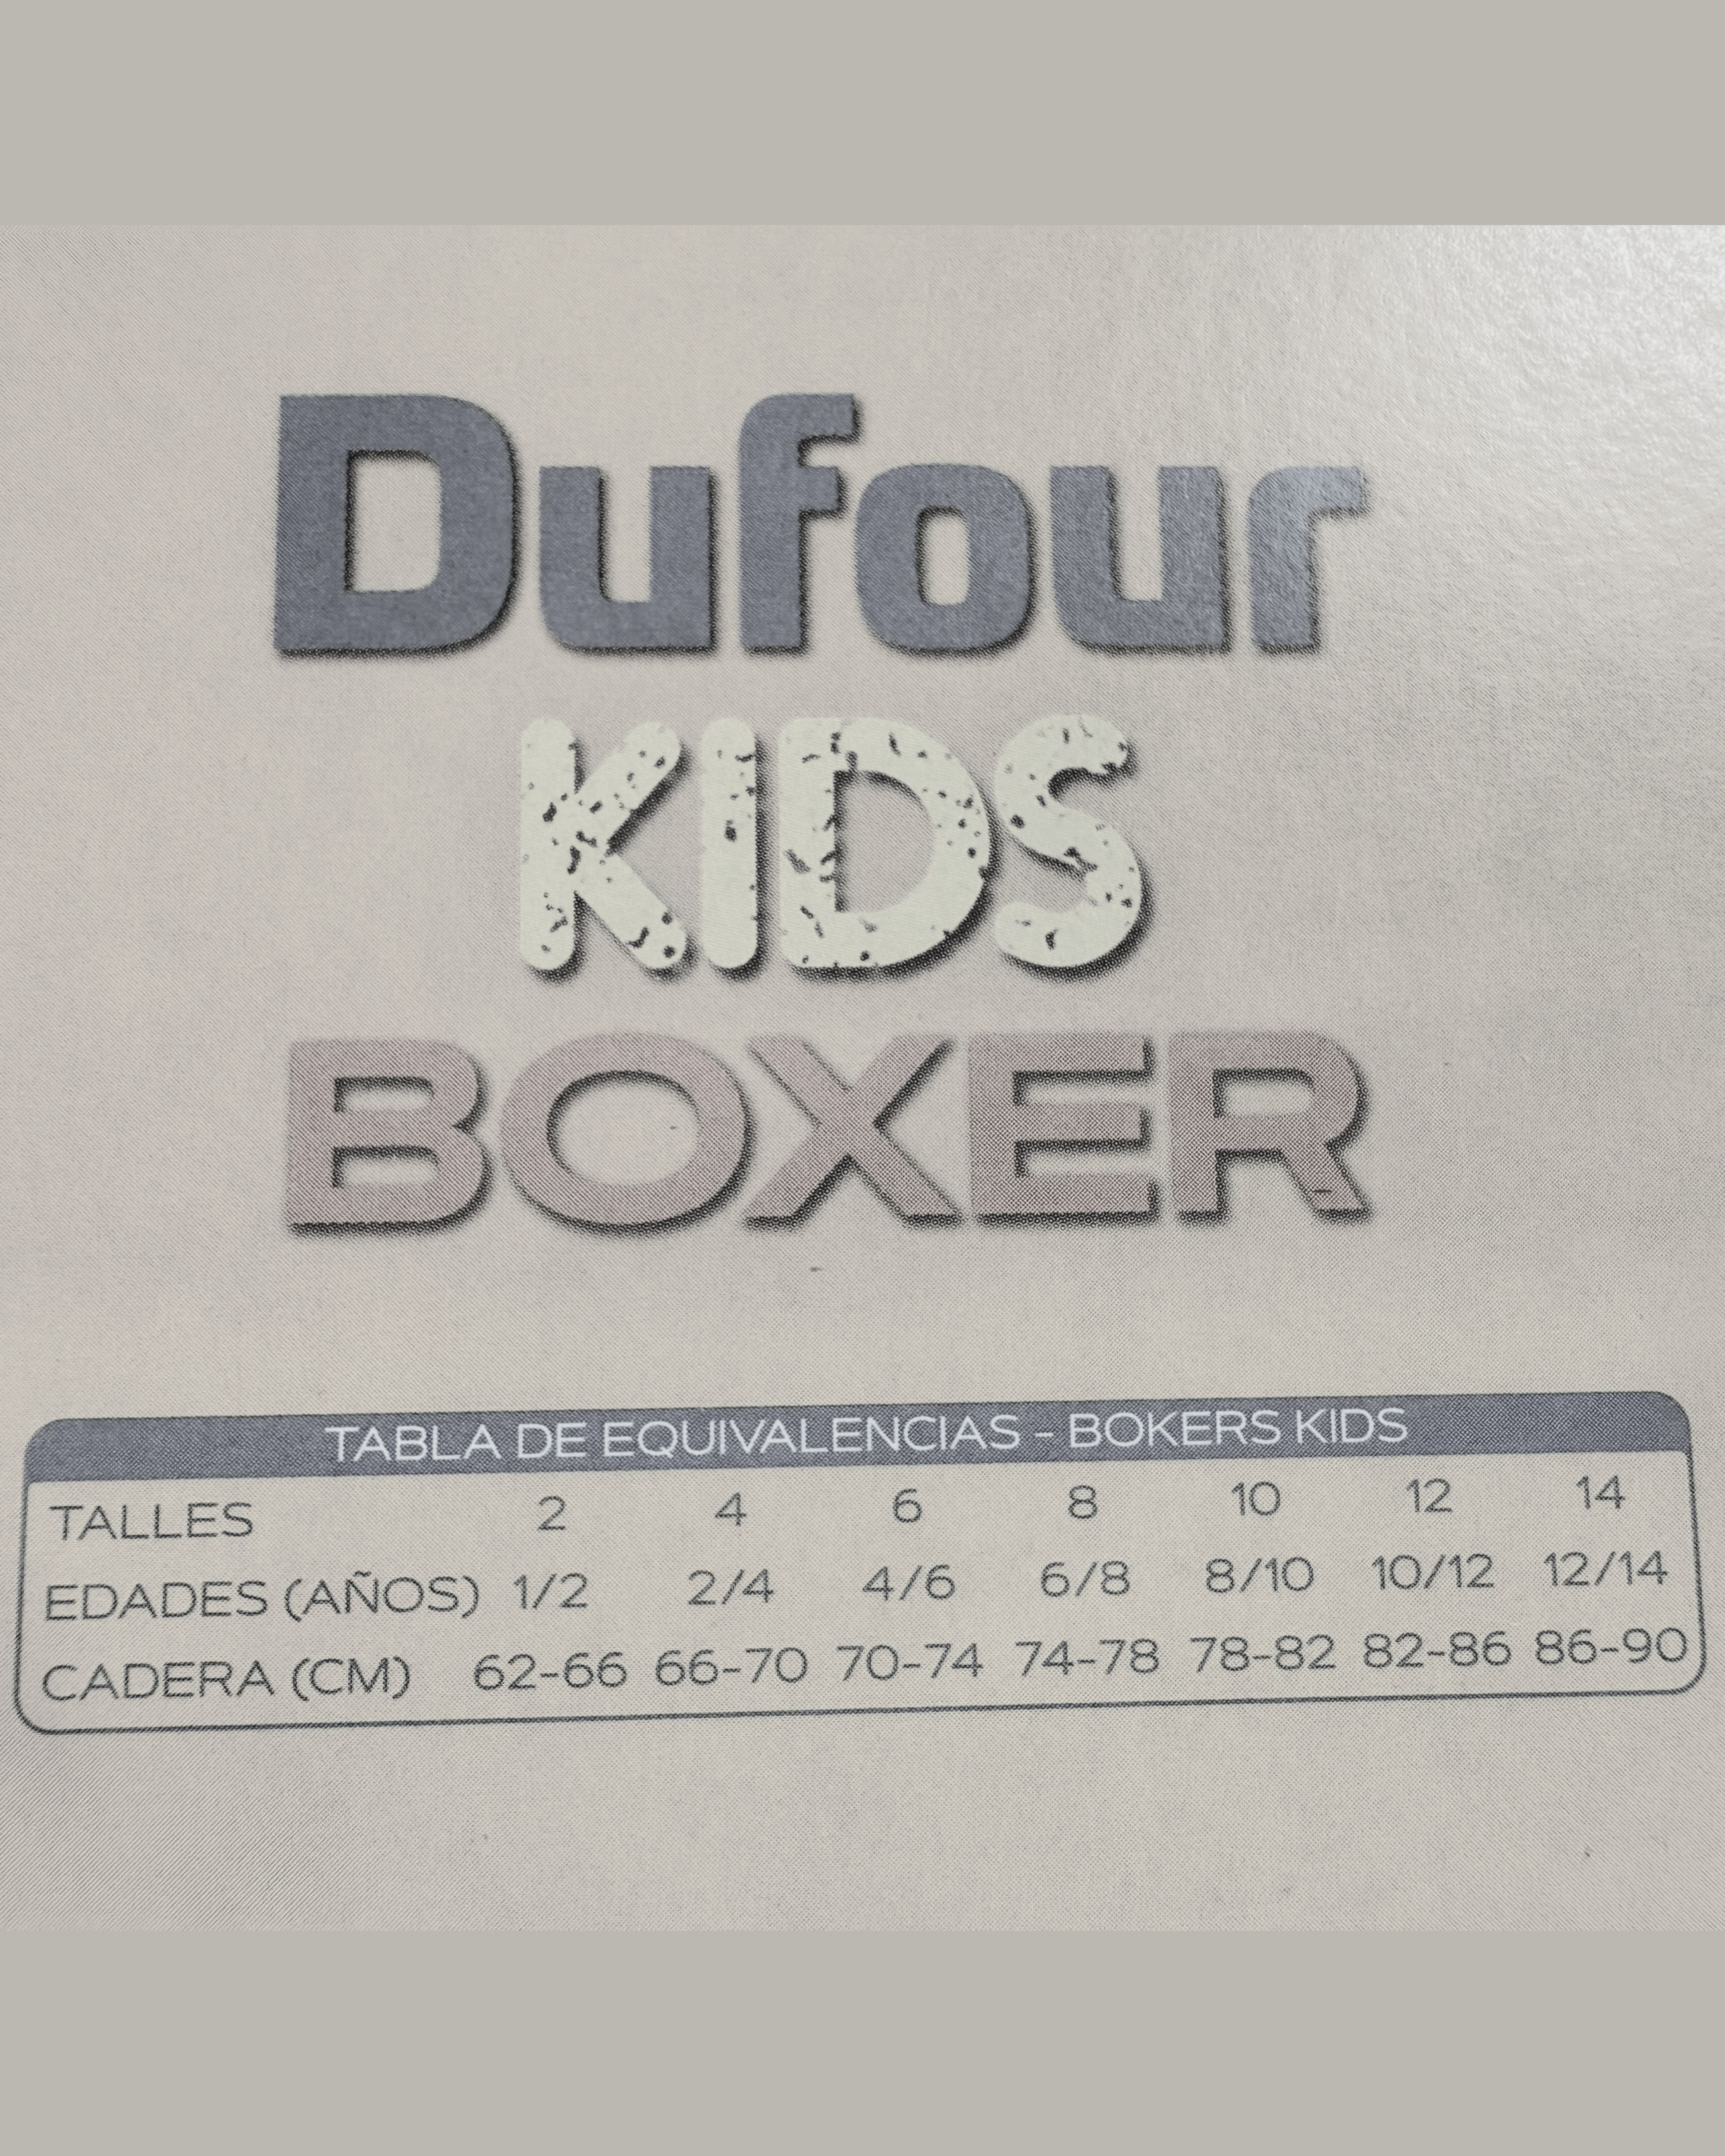 Dufour
KIDS
BOXER
TABLA DE EQUIVALENCIAS - BOKERS KIDS
TALLES 2 4 6 8 10 12 14
EDADES (AÑOS) 1/2 2/4 4/6 6/8 8/10 10/12 12/14
CADERA (CM) 62-66 66-70 70-74 74-78 78-82 82-86 86-90